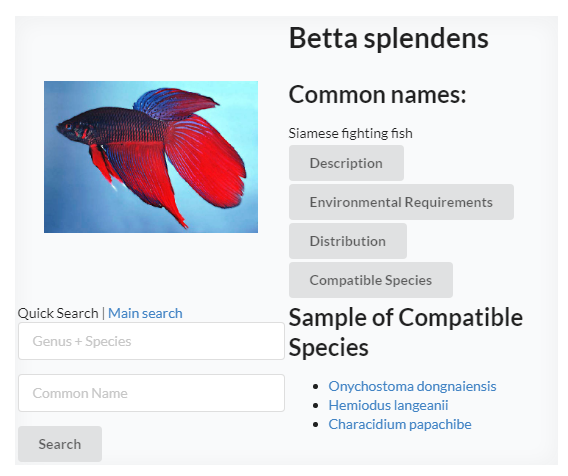 Betta splendens
Common names:
Siamese fighting fish
Description
Environmental Requirements
Distribution
Compatible Species
Quick Search | Main search
Genus + Species
Common Name
Search
Sample of Compatible
Species
Onychostoma dongnaiensis
Hemiodus langeanii
Characidium papachibe